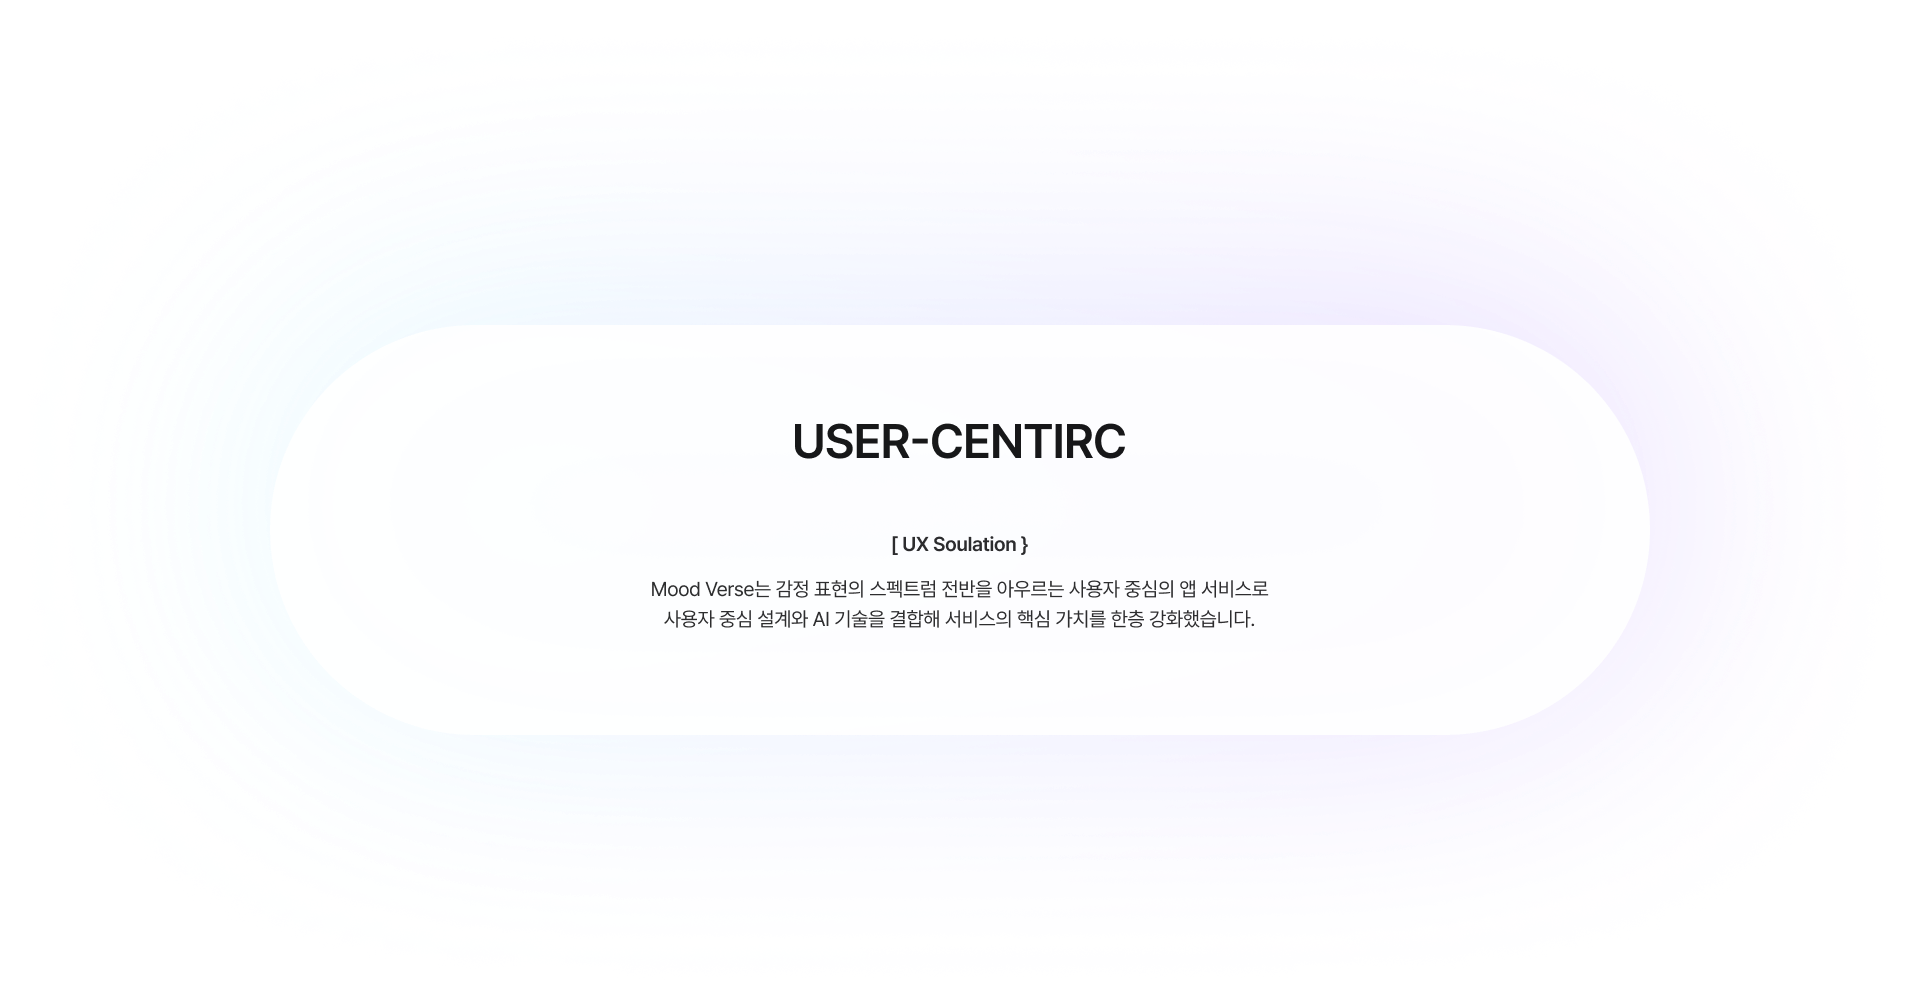 USER-CENTIRC
[ UX Soulation }
Mood Verse는 감정 표현의 스펙트럼 전반을 아우르는 사용자 중심의 앱 서비스로
사용자 중심 설계와 AI 기술을 결합해 서비스의 핵심 가치를 한층 강화했습니다.